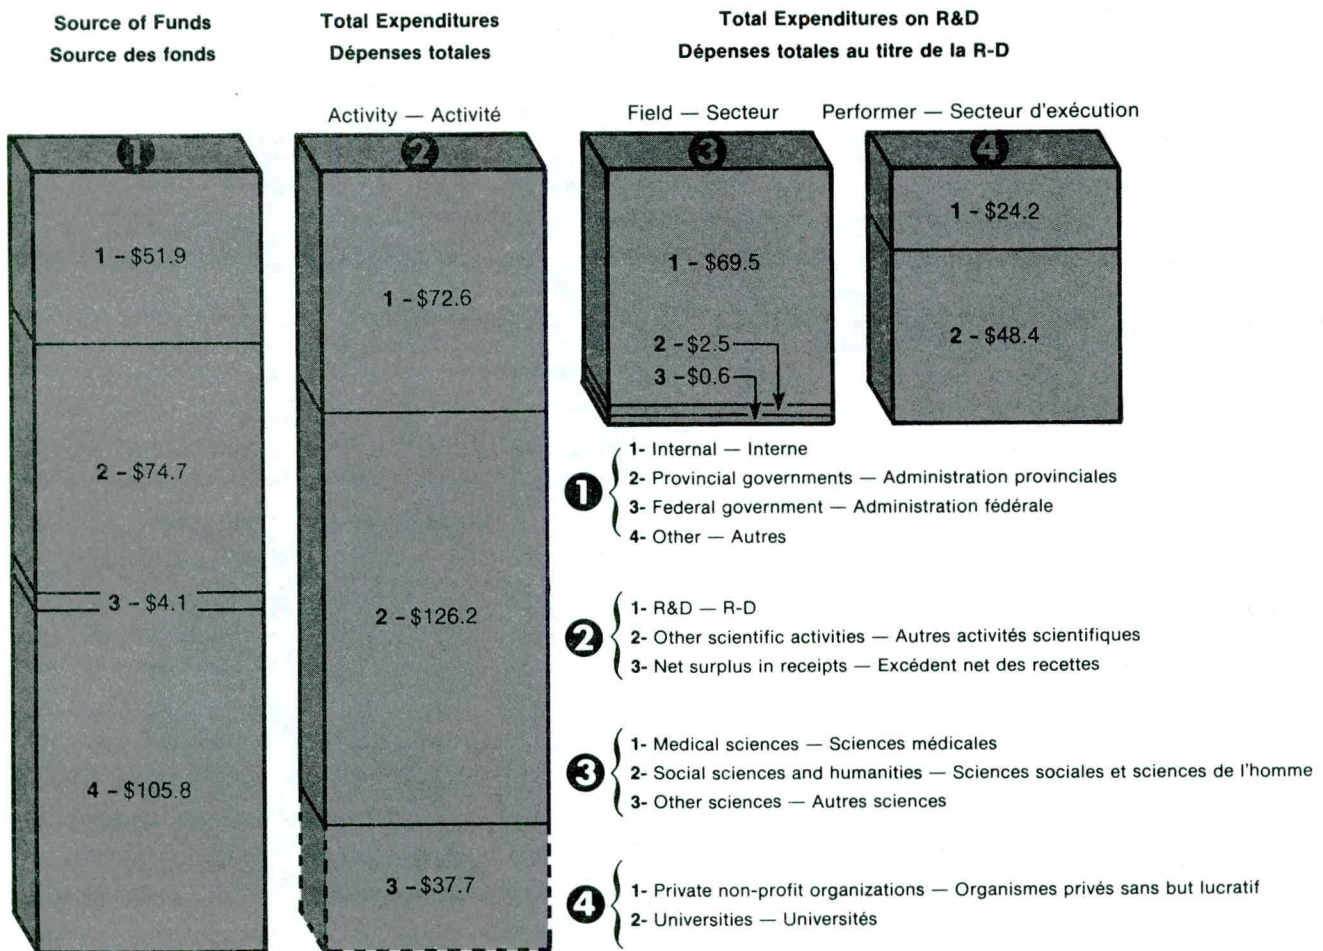 Source of Funds
Source des fonds
Total Expenditures
Dépenses totales
Total Expenditures on R&D
Dépenses totales au titre de la R-D
Activity — Activité
Field — Secteur
Performer — Secteur d'exécution
1
1 - $51.9
2 - $74.7
3 - $4.1
4 - $105.8
2
1 - $72.6
2 - $126.2
3 - $37.7
3
1 - $69.5
2 - $2.5
3 - $0.6
4
1 - $24.2
2 - $48.4
1
1- Internal — Interne
2- Provincial governments — Administration provinciales
3- Federal government — Administration fédérale
4- Other — Autres
2
1- R&D — R-D
2- Other scientific activities — Autres activités scientifiques
3- Net surplus in receipts — Excédent net des recettes
3
1- Medical sciences — Sciences médicales
2- Social sciences and humanities — Sciences sociales et sciences de l'homme
3- Other sciences — Autres sciences
4
1- Private non-profit organizations — Organismes privés sans but lucratif
2- Universities — Universités